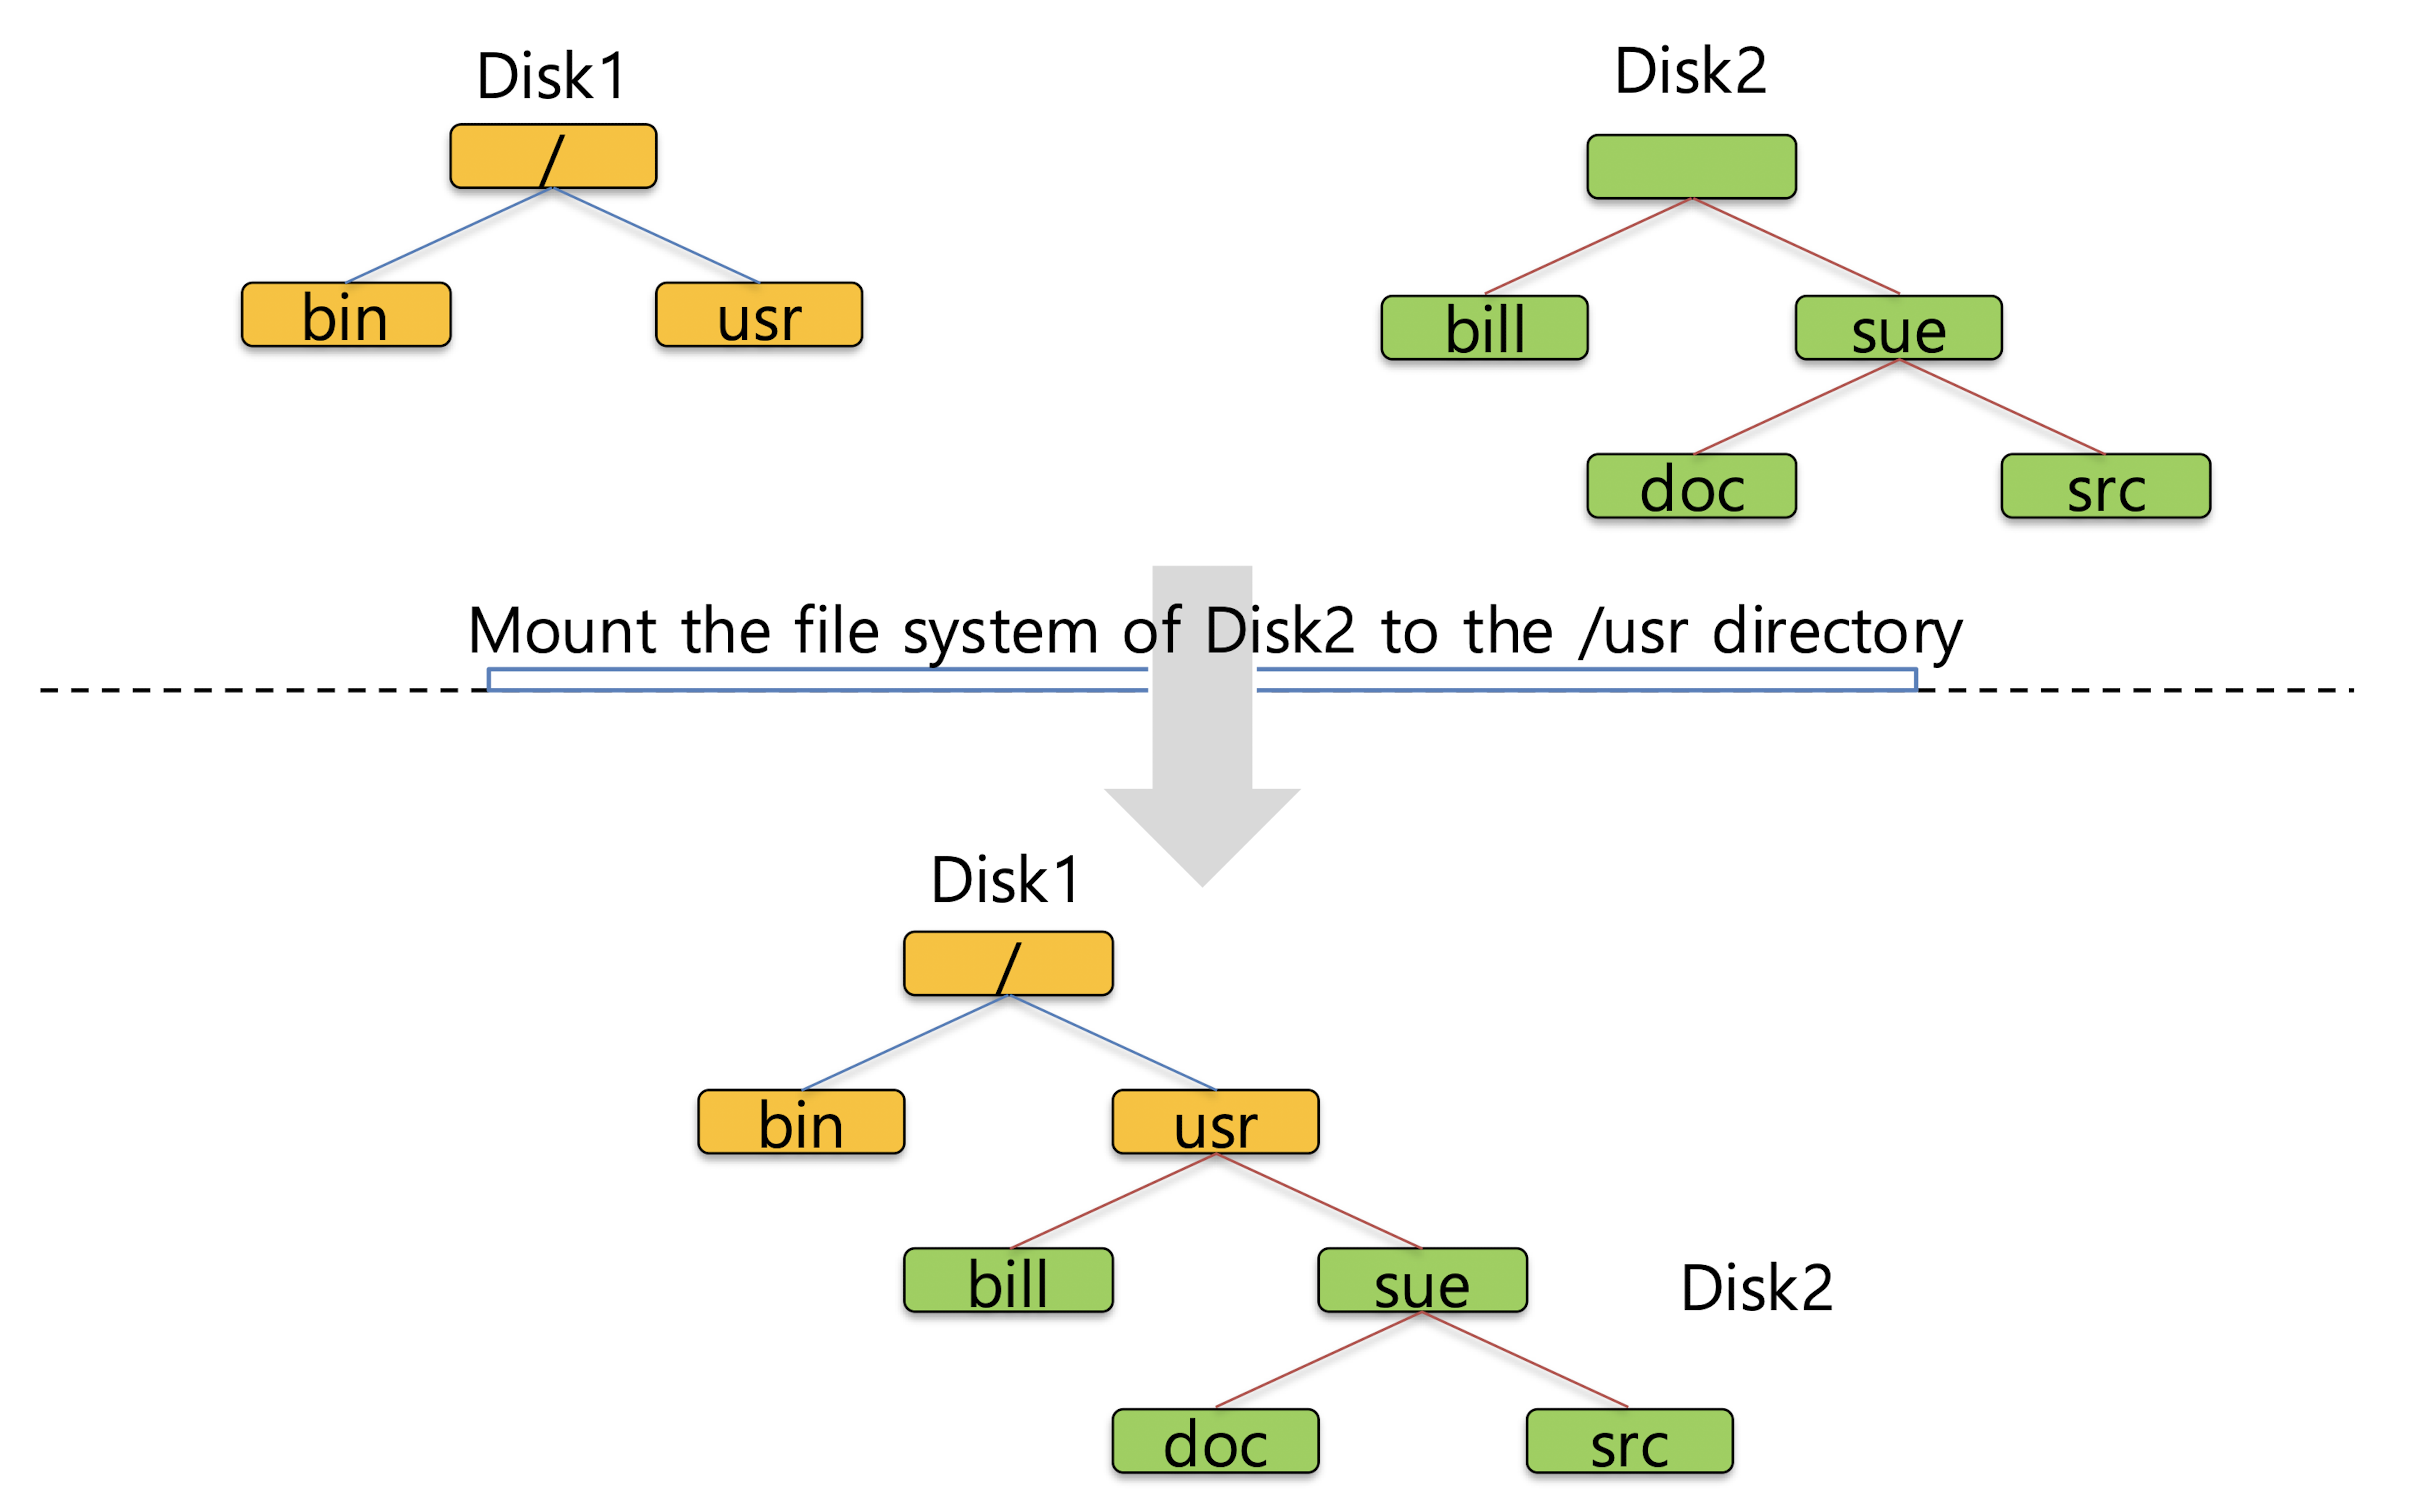 Disk1
Disk2
/
bin
usr
bill
sue
doc
src
Mount the file system of Disk2 to the /usr directory
Disk1
/
bin
usr
bill
sue
Disk2
doc
src